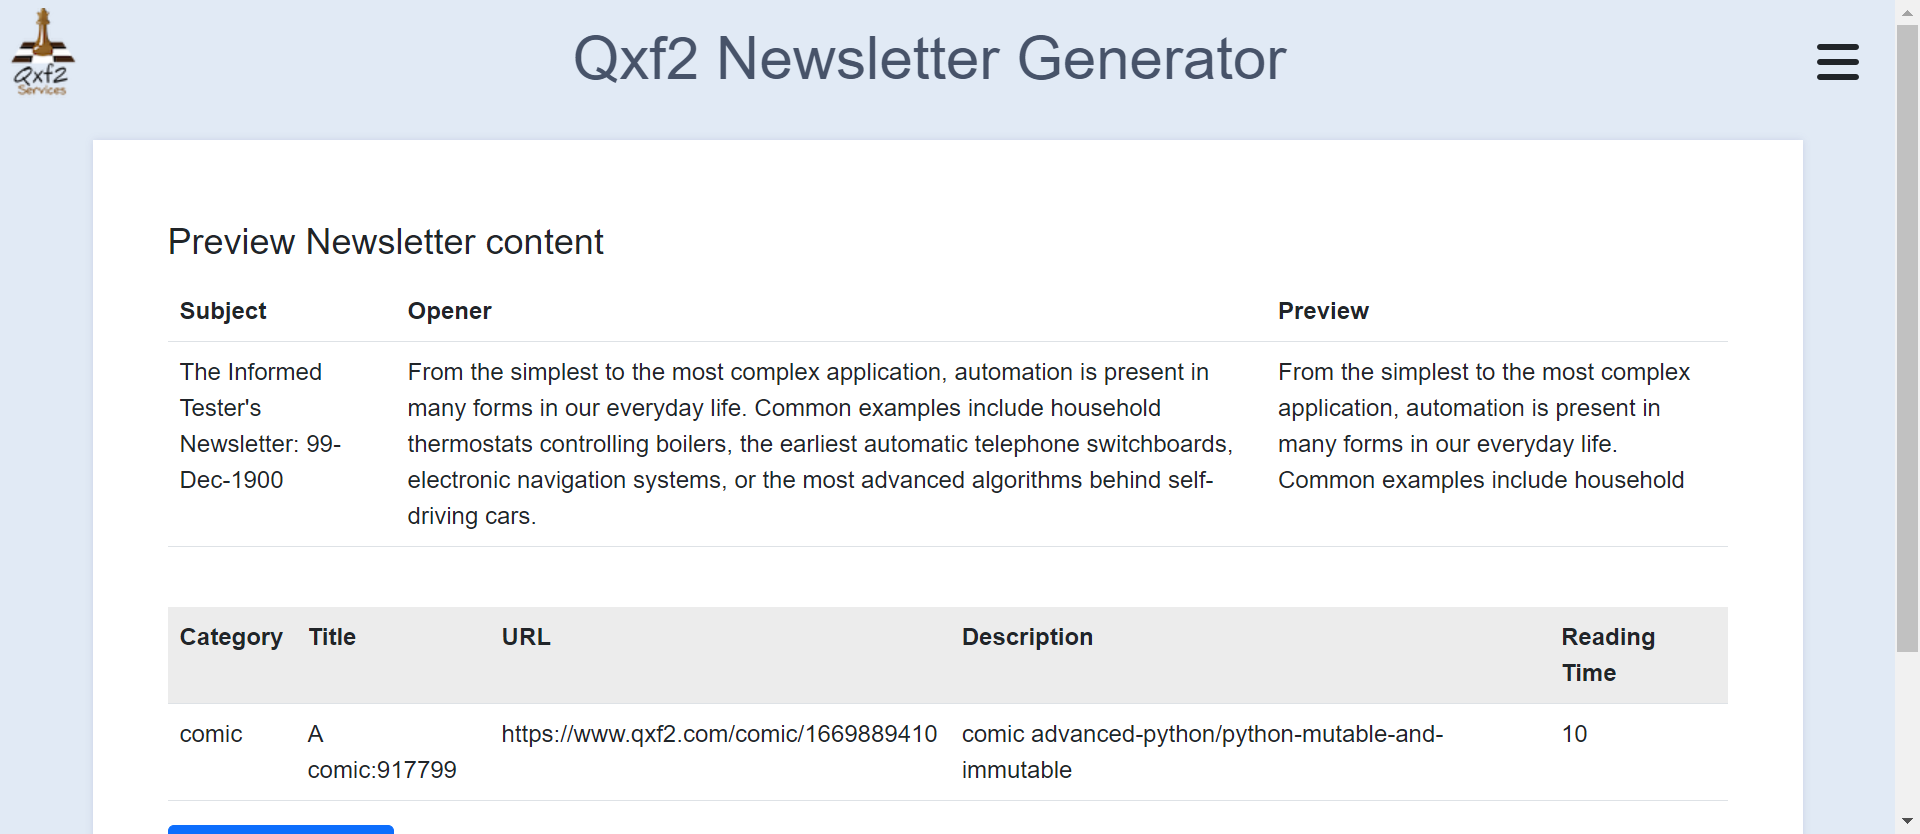 Qxf2
Services
Qxf2 Newsletter Generator
Preview Newsletter content
Subject
Opener
Preview
The Informed
Tester's
Newsletter: 99-
Dec-1900
From the simplest to the most complex application, automation is present in
many forms in our everyday life. Common examples include household
thermostats controlling boilers, the earliest automatic telephone switchboards,
electronic navigation systems, or the most advanced algorithms behind self-
driving cars.
From the simplest to the most complex
application, automation is present in
many forms in our everyday life.
Common examples include household
Category
Title
URL
Description
Reading
Time
comic
A
comic:917799
https://www.qxf2.com/comic/1669889410
comic advanced-python/python-mutable-and-
immutable
10